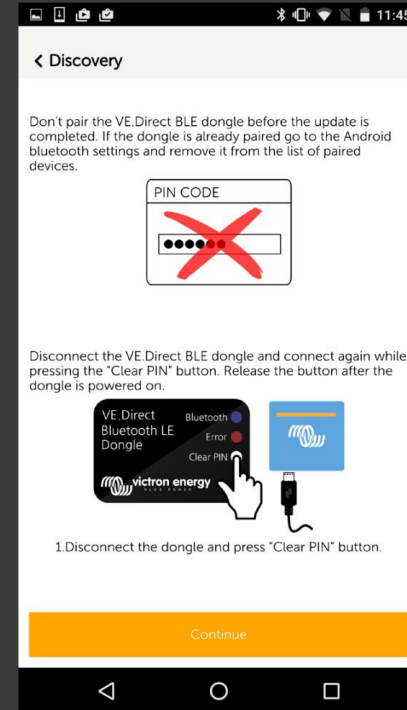 11:45
< Discovery
Don't pair the VE.Direct BLE dongle before the update is
completed. If the dongle is already paired go to the Android
bluetooth settings and remove it from the list of paired
devices.
PIN CODE
Disconnect the VE.Direct BLE dongle and connect again while
pressing the "Clear PIN" button. Release the button after the
dongle is powered on.
VE.Direct
Bluetooth LE
Dongle
Bluetooth
Error
Clear PIN
victron energy
BLUE POWER
1.Disconnect the dongle and press "Clear PIN" button.
Continue